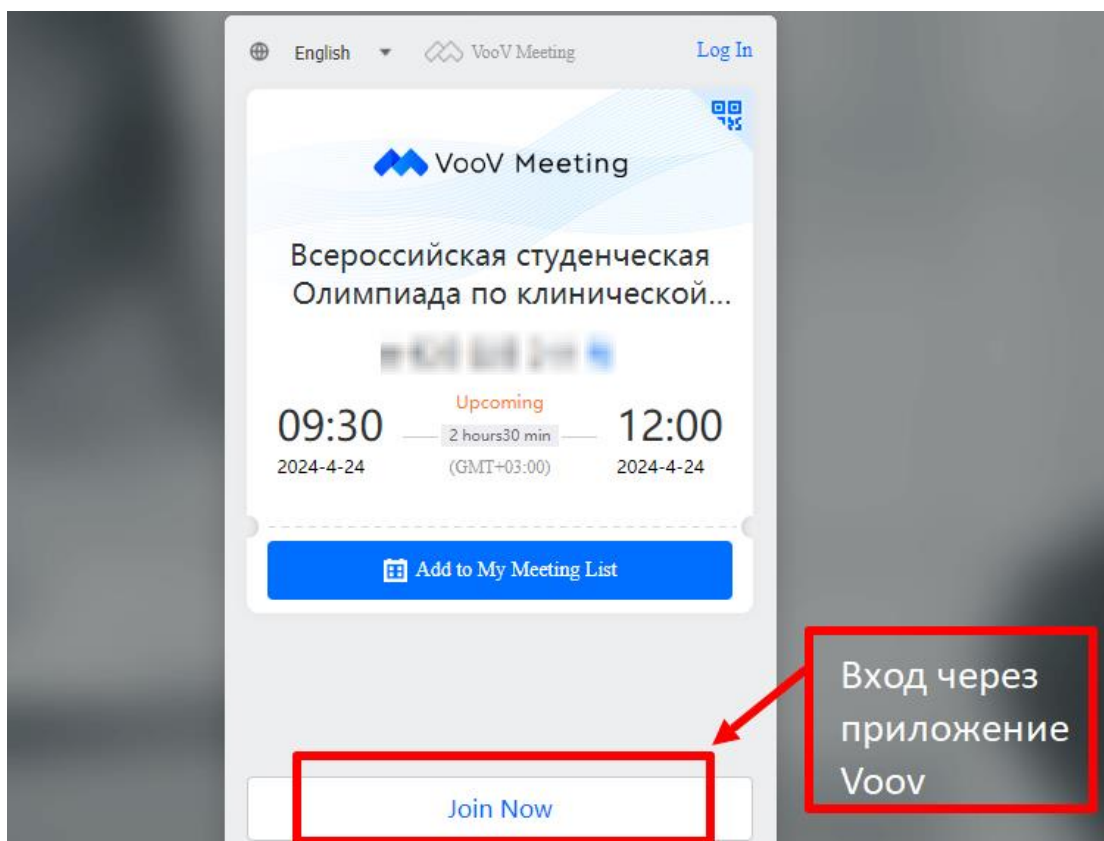 English
VooV Meeting
Log In
VooV Meeting
Всероссийская студенческая
Олимпиада по клинической...
Upcoming
09:30
2 hours30 min
12:00
2024-4-24
(GMT+03:00)
2024-4-24
Add to My Meeting List
Вход через
приложение
Voov
Join Now